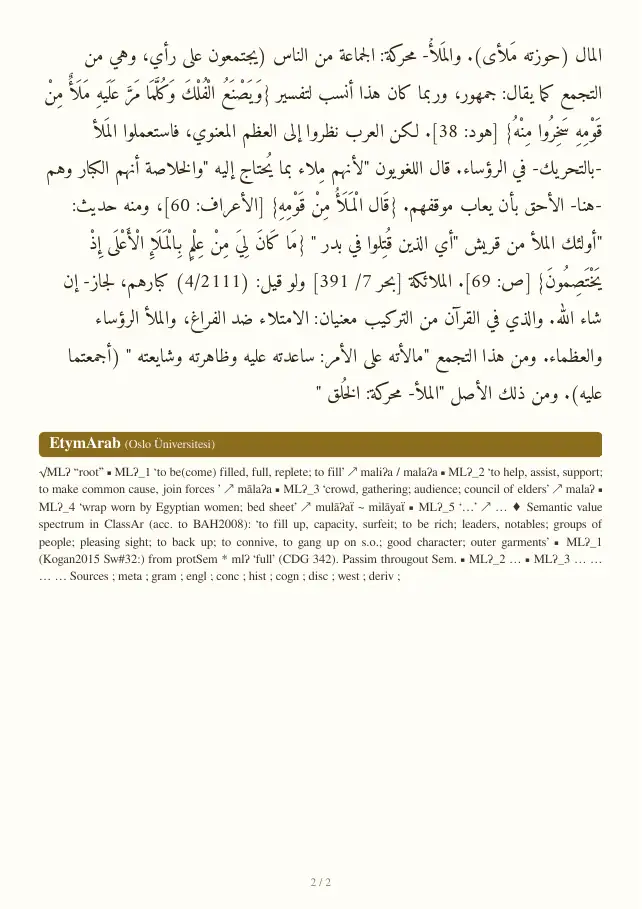 المال (حوزته مَلأى). والمَلَأُ- محركة: الجماعة من الناس (يجتمعون على رأي، وهي من
التجمع كما يقال: جمهور، وربما كان هذا أنسب لتفسير {وَيَصْنَعُ الْفُلْكَ وَكُلَّمَا مَرَّ عَلَيْهِ مَلَأٌ مِنْ
قَوْمِهِ سَخِرُوا مِنْهُ} [هود: 38]. لكن العرب نظروا إلى العظم المعنوي، فاستعملوا المَلأ
-بالتحريك- في الرؤساء. قال اللغويون "لأنهم مِلاء بما يُحتاج إليه "والخلاصة أنهم الكبار وهم
-هنا- الأحق بأن يعاب موقفهم. {قَالَ الْمَلَأُ مِنْ قَوْمِهِ} [الأعراف: 60]، ومنه حديث:
"أولئك الملأ من قريش "أي الذين قُتِلوا في بدر " {مَا كَانَ لِيَ مِنْ عِلْمٍ بِالْمَلَإِ الْأَعْلَى إِذْ
يَخْتَصِمُونَ} [ص: 69]. الملائكة [بحر 7/ 391] ولو قيل: (4/2111) كبارهم، لجاز- إن
شاء الله. والذي في القرآن من التركيب معنيان: الامتلاء ضد الفراغ، والملأ الرؤساء
والعظماء. ومن هذا التجمع "مالأته على الأمر: ساعدته عليه وظاهرته وشايعته " (أجمعتما
عليه). ومن ذلك الأصل "الملأ- محركة: الخُلق "
EtymArab (Oslo Üniversitesi)
√MLʔ “root” ▪ MLʔ_1 ‘to be(come) filled, full, replete; to fill’ ↗ maliʔa / malaʔa ▪ MLʔ_2 ‘to help, assist, support;
to make common cause, join forces ’ ↗ mālaʔa ▪ MLʔ_3 ‘crowd, gathering; audience; council of elders’ ↗ malaʔ ▪
MLʔ_4 ‘wrap worn by Egyptian women; bed sheet’ ↗ mulāʔaẗ ~ milāyaẗ ▪ MLʔ_5 ‘…’ ↗ … ♦ Semantic value
spectrum in ClassAr (acc. to BAH2008): ‘to fill up, capacity, surfeit; to be rich; leaders, notables; groups of
people; pleasing sight; to back up; to connive, to gang up on s.o.; good character; outer garments’ ▪ MLʔ_1
(Kogan2015 Sw#32:) from protSem * mlʔ ‘full’ (CDG 342). Passim througout Sem. ▪ MLʔ_2 … ▪ MLʔ_3 … …
… … Sources ; meta ; gram ; engl ; conc ; hist ; cogn ; disc ; west ; deriv ;
2 / 2